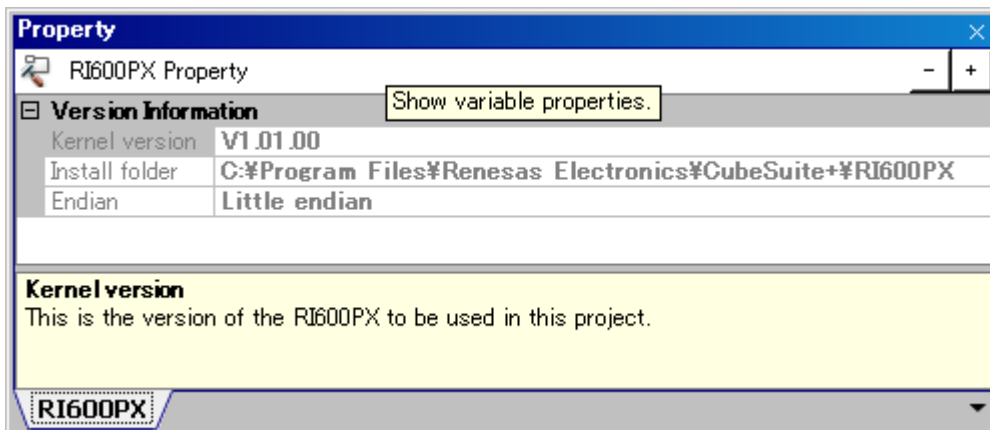 Property
RI600PX Property
- +
Show variable properties.
Version Information
Kernel version V1.01.00
Install folder C:¥Program Files¥Renesas Electronics¥CubeSuite+¥RI600PX
Endian Little endian
Kernel version
This is the version of the RI600PX to be used in this project.
RI600PX